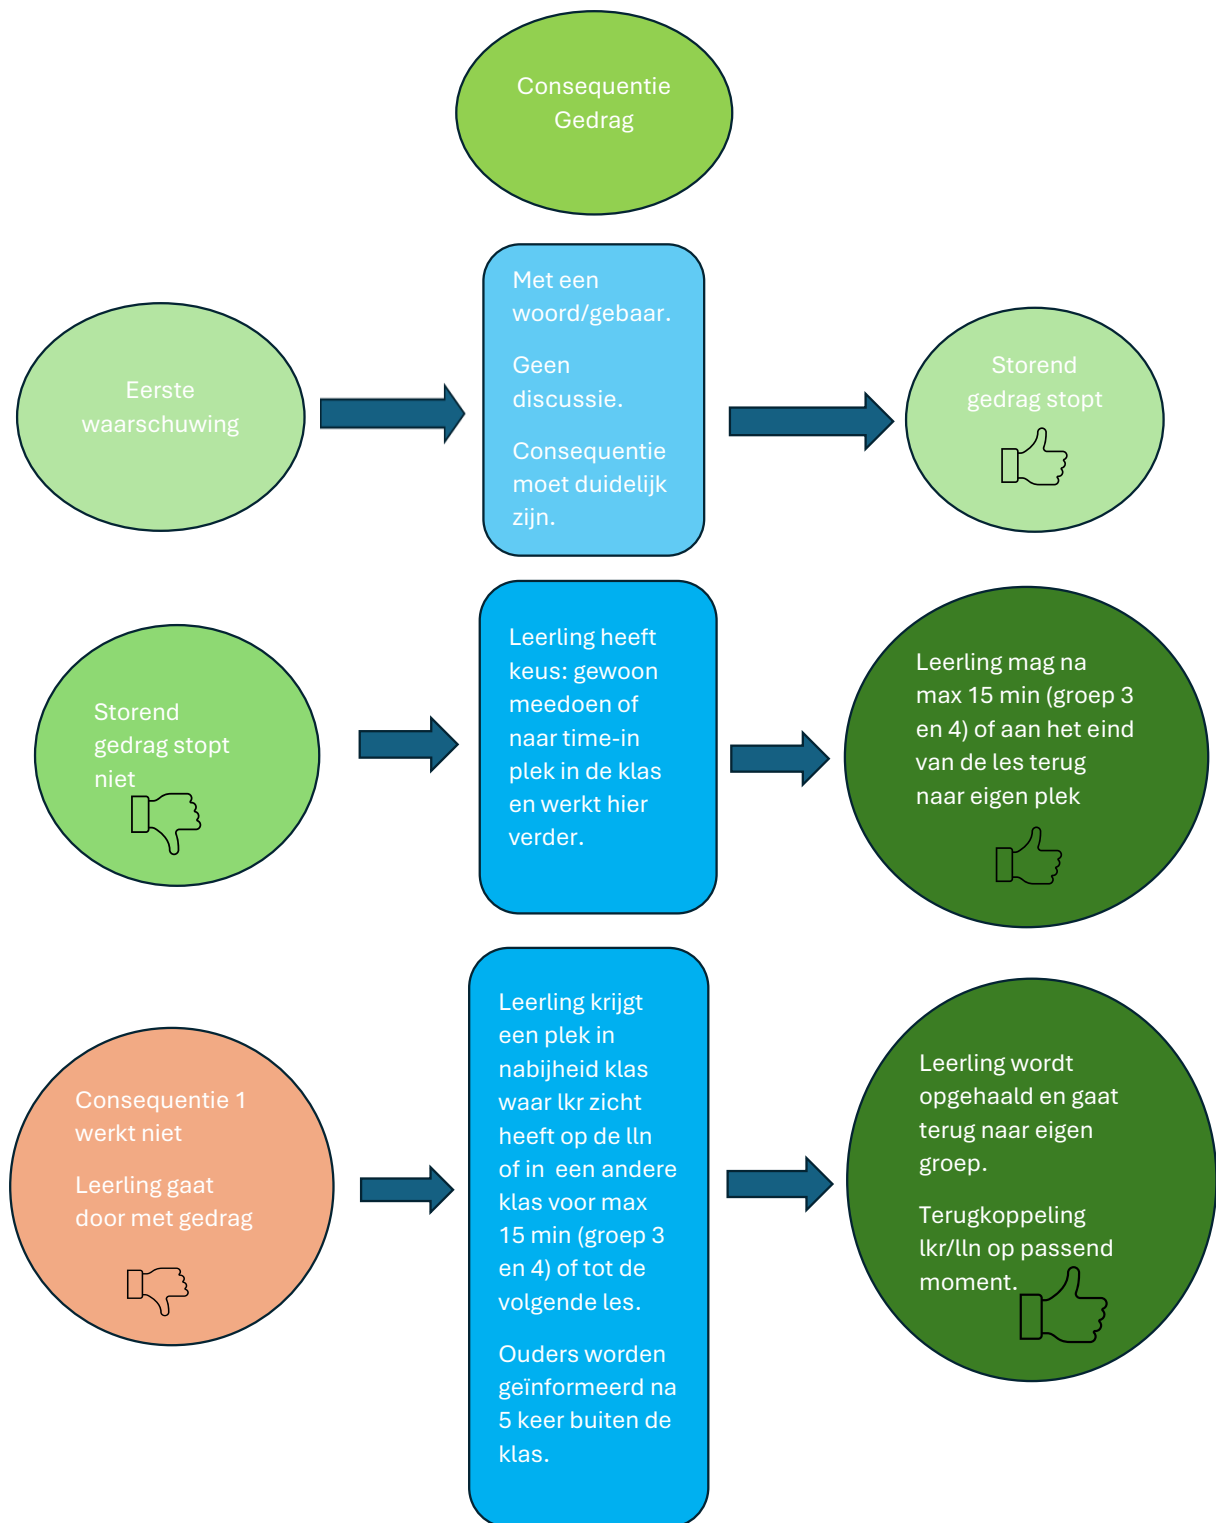 Consequentie
Gedrag
Eerste
waarschuwing
Met een
woord/gebaar.
Geen
discussie.
Consequentie
moet duidelijk
zijn.
Storend
gedrag stopt
Storend
gedrag stopt
niet
Leerling heeft
keus: gewoon
meedoen of
naar time-in
plek in de klas
en werkt hier
verder.
Leerling mag na
max 15 min (groep 3
en 4) of aan het eind
van de les terug
naar eigen plek
Consequentie 1
werkt niet
Leerling gaat
door met gedrag
Leerling krijgt
een plek in
nabijheid klas
waar lkr zicht
heeft op de lln
of in  een andere
klas voor max
15 min (groep 3
en 4) of tot de
volgende les.
Ouders worden
geïnformeerd na
5 keer buiten de
klas.
Leerling wordt
opgehaald en gaat
terug naar eigen
groep.
Terugkoppeling
lkr/lln op passend
moment.